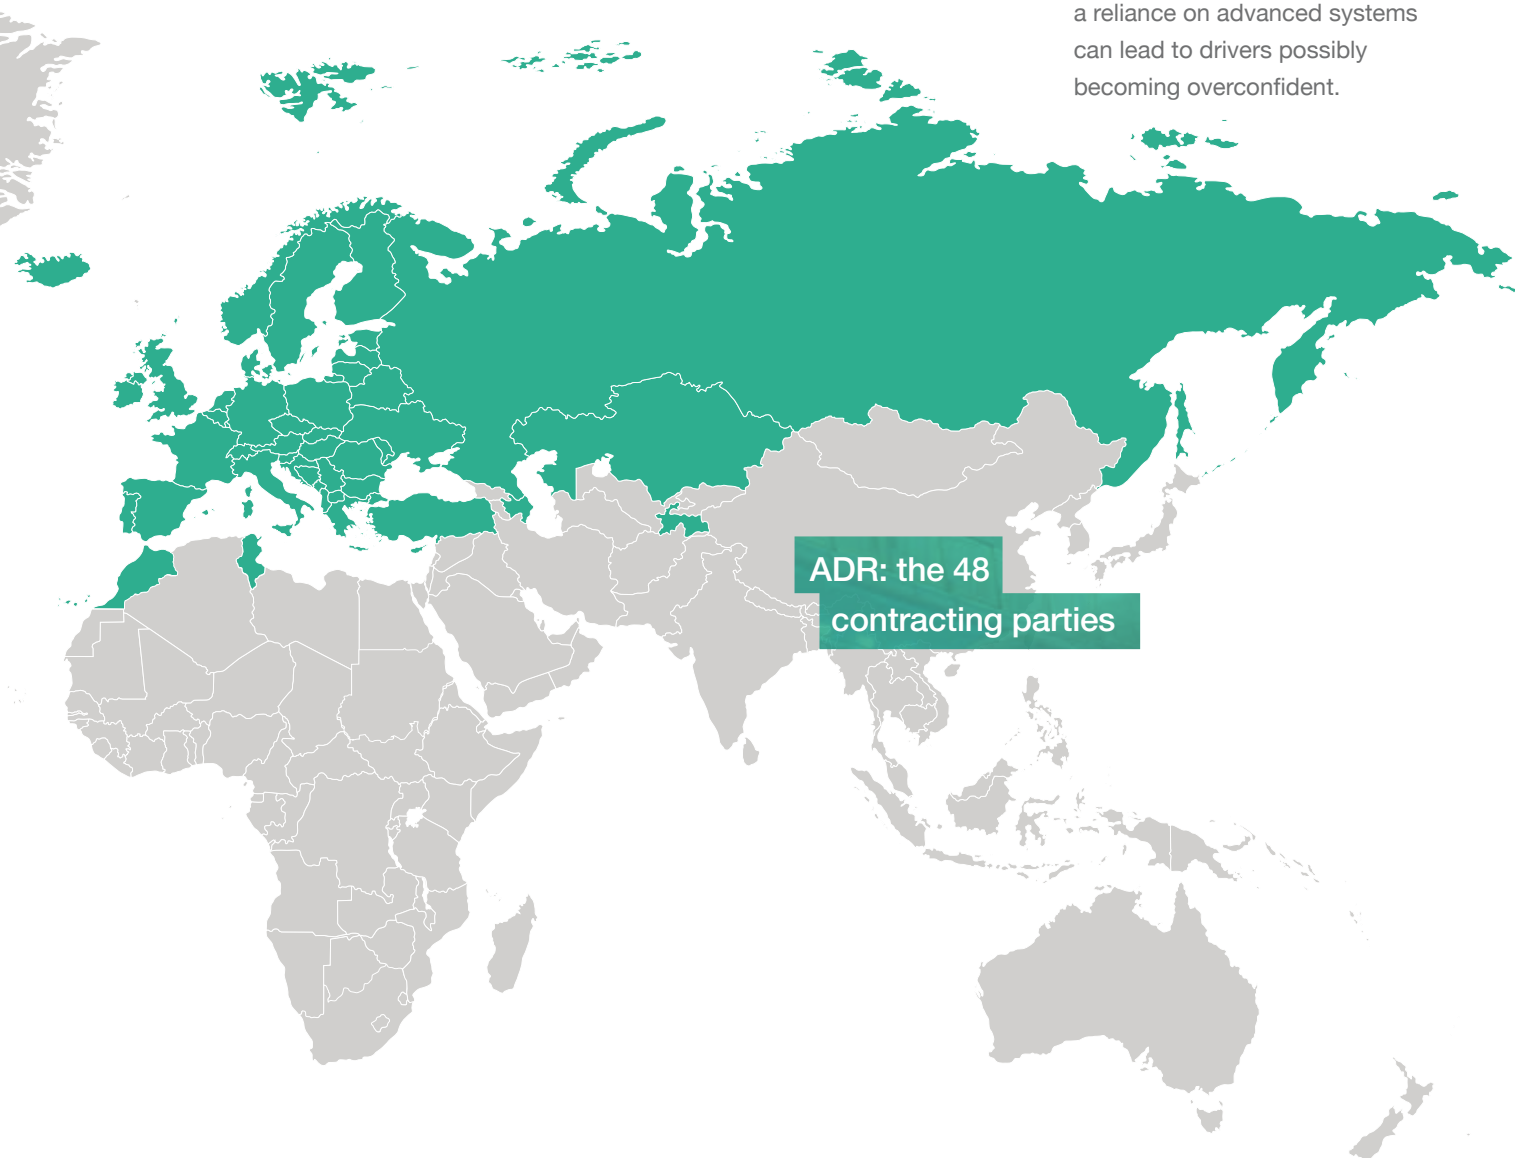 a reliance on advanced systems
can lead to drivers possibly
becoming overconfident.
ADR: the 48
contracting parties